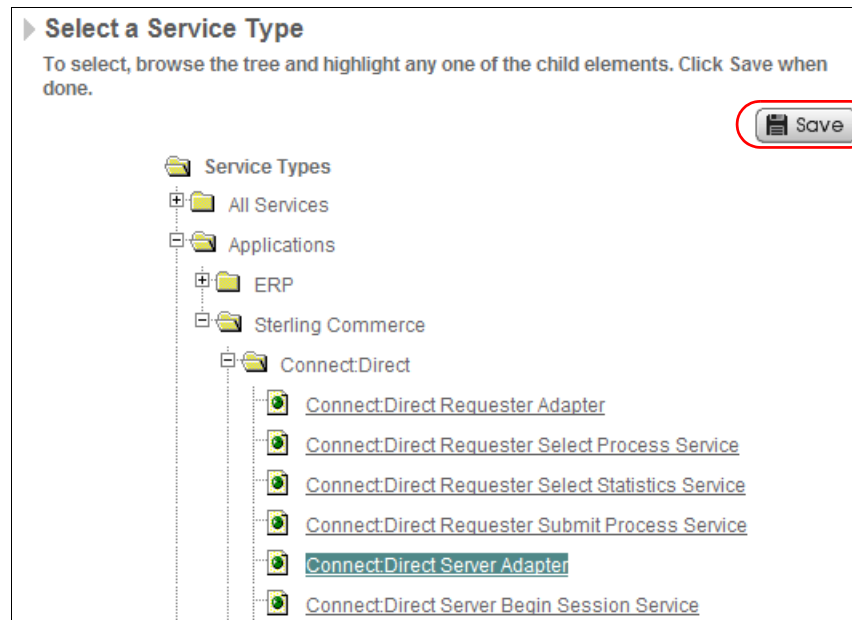 Select a Service Type
To select, browse the tree and highlight any one of the child elements. Click Save when
done.
Save
Service Types
All Services
Applications
ERP
Sterling Commerce
Connect:Direct
Connect:Direct Requester Adapter
Connect:Direct Requester Select Process Service
Connect:Direct Requester Select Statistics Service
Connect:Direct Requester Submit Process Service
Connect:Direct Server Adapter
Connect:Direct Server Begin Session Service